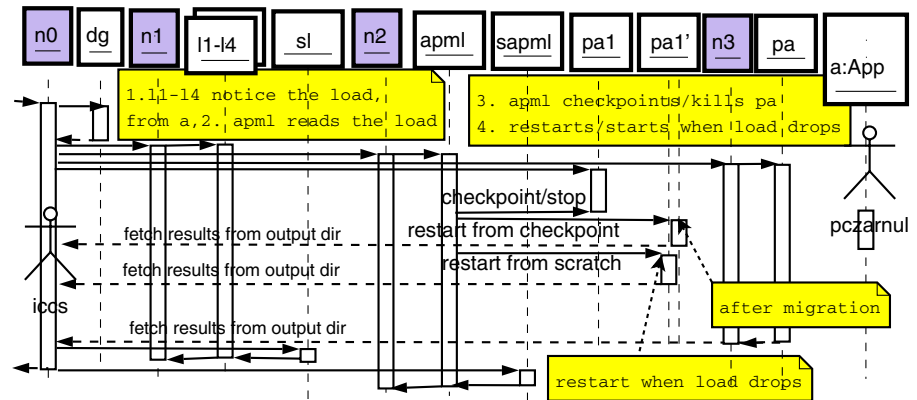 n0 dg n1 l1-l4 sl n2 apml sapml pa1 pa1' n3 pa a:App
1.l1-l4 notice the load,
from a,2. apml reads the load
3. apml checkpoints/kills pa
4. restarts/starts when load drops
checkpoint/stop
pczarnul
fetch results from output dir
restart from checkpoint
fetch results from output dir
restart from scratch
iccs
after migration
fetch results from output dir
restart when load drops